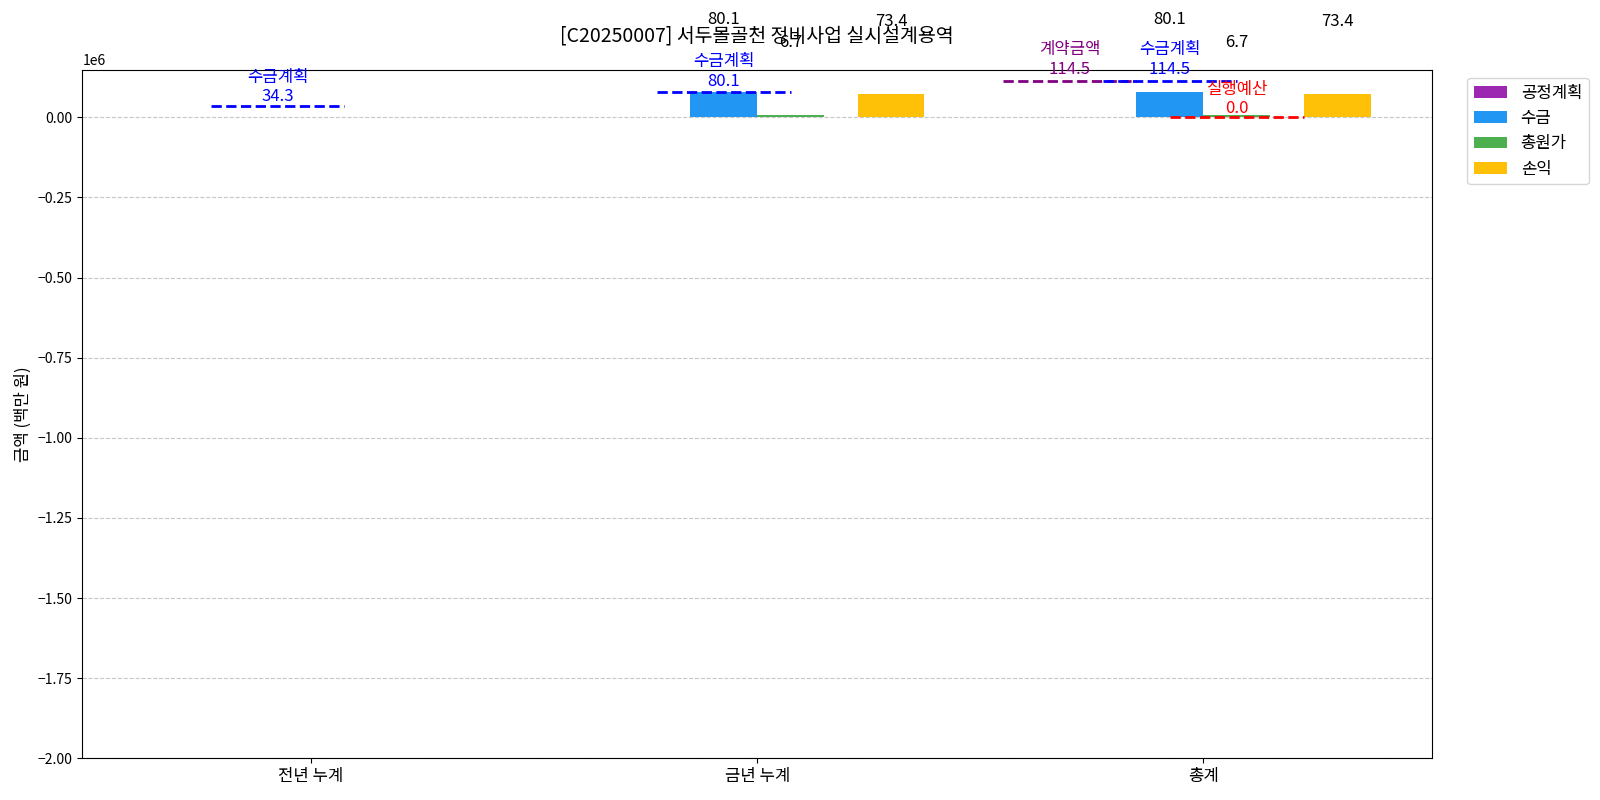 80.1
73.4
80.1
73.4
[C20250007] 서두몰골천 정비사업 실시설계용역
6.7
6.7
1e6
수금계획
34.3
수금계획
80.1
계약금액
114.5
수금계획
114.5
실행예산
0.0
공정계획
수금
총원가
손익
0.00
−0.25
−0.50
−0.75
−1.00
−1.25
−1.50
−1.75
−2.00
금액 (백만 원)
전년 누계
금년 누계
총계